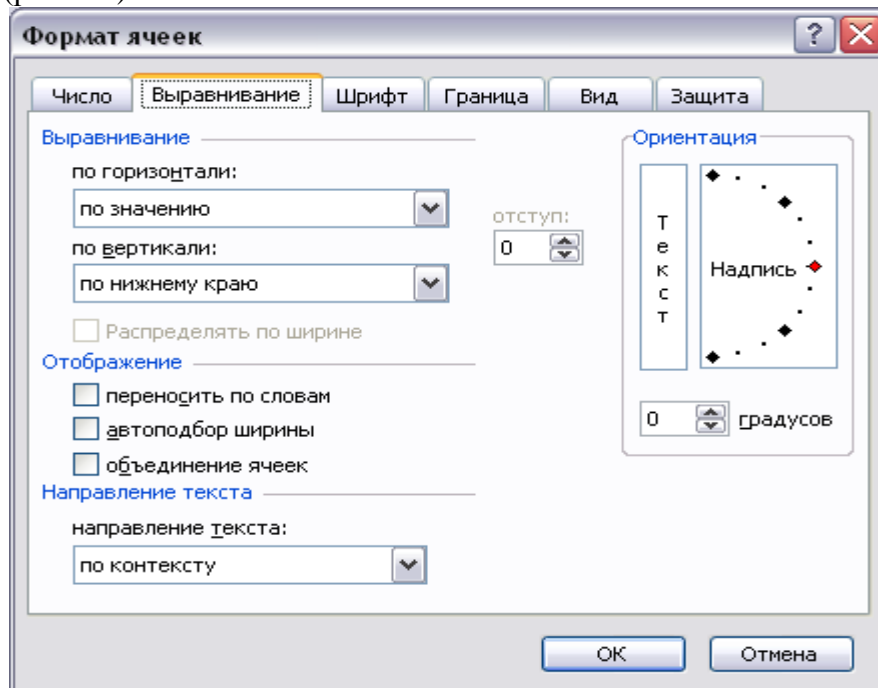 Формат ячеек
Число Выравнивание Шрифт Граница Вид Защита
Выравнивание
по горизонтали:
по значению
отступ:
0
по вертикали:
по нижнему краю
Распределять по ширине
Отображение
переносить по словам
автоподбор ширины
объединение ячеек
Направление текста
направление текста:
по контексту
Ориентация
Текст
Надпись
0 градусов
ОК Отмена